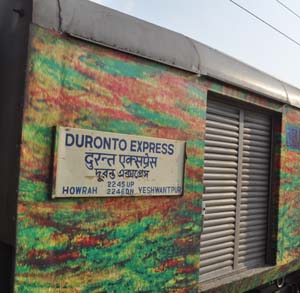 DURONTO EXPRESS
दुरन्त एक्सप्रेस
দুরন্ত এক্সপ্রেস
2245 UP
HOWRAH 2246 DN YESHWANTPUR